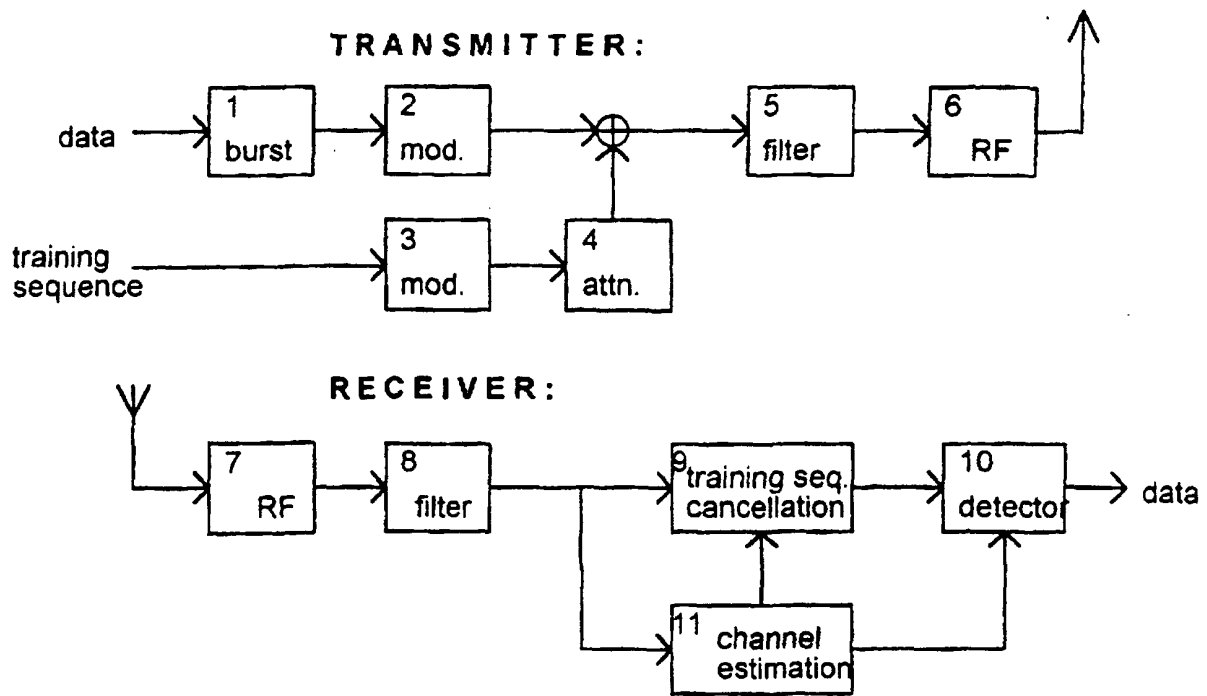 TRANSMITTER:
data
1
burst
2
mod.
5
filter
6
RF
training
sequence
3
mod.
4
attn.
RECEIVER:
7
RF
8
filter
9
training seq.
cancellation
10
detector
data
11
channel
estimation